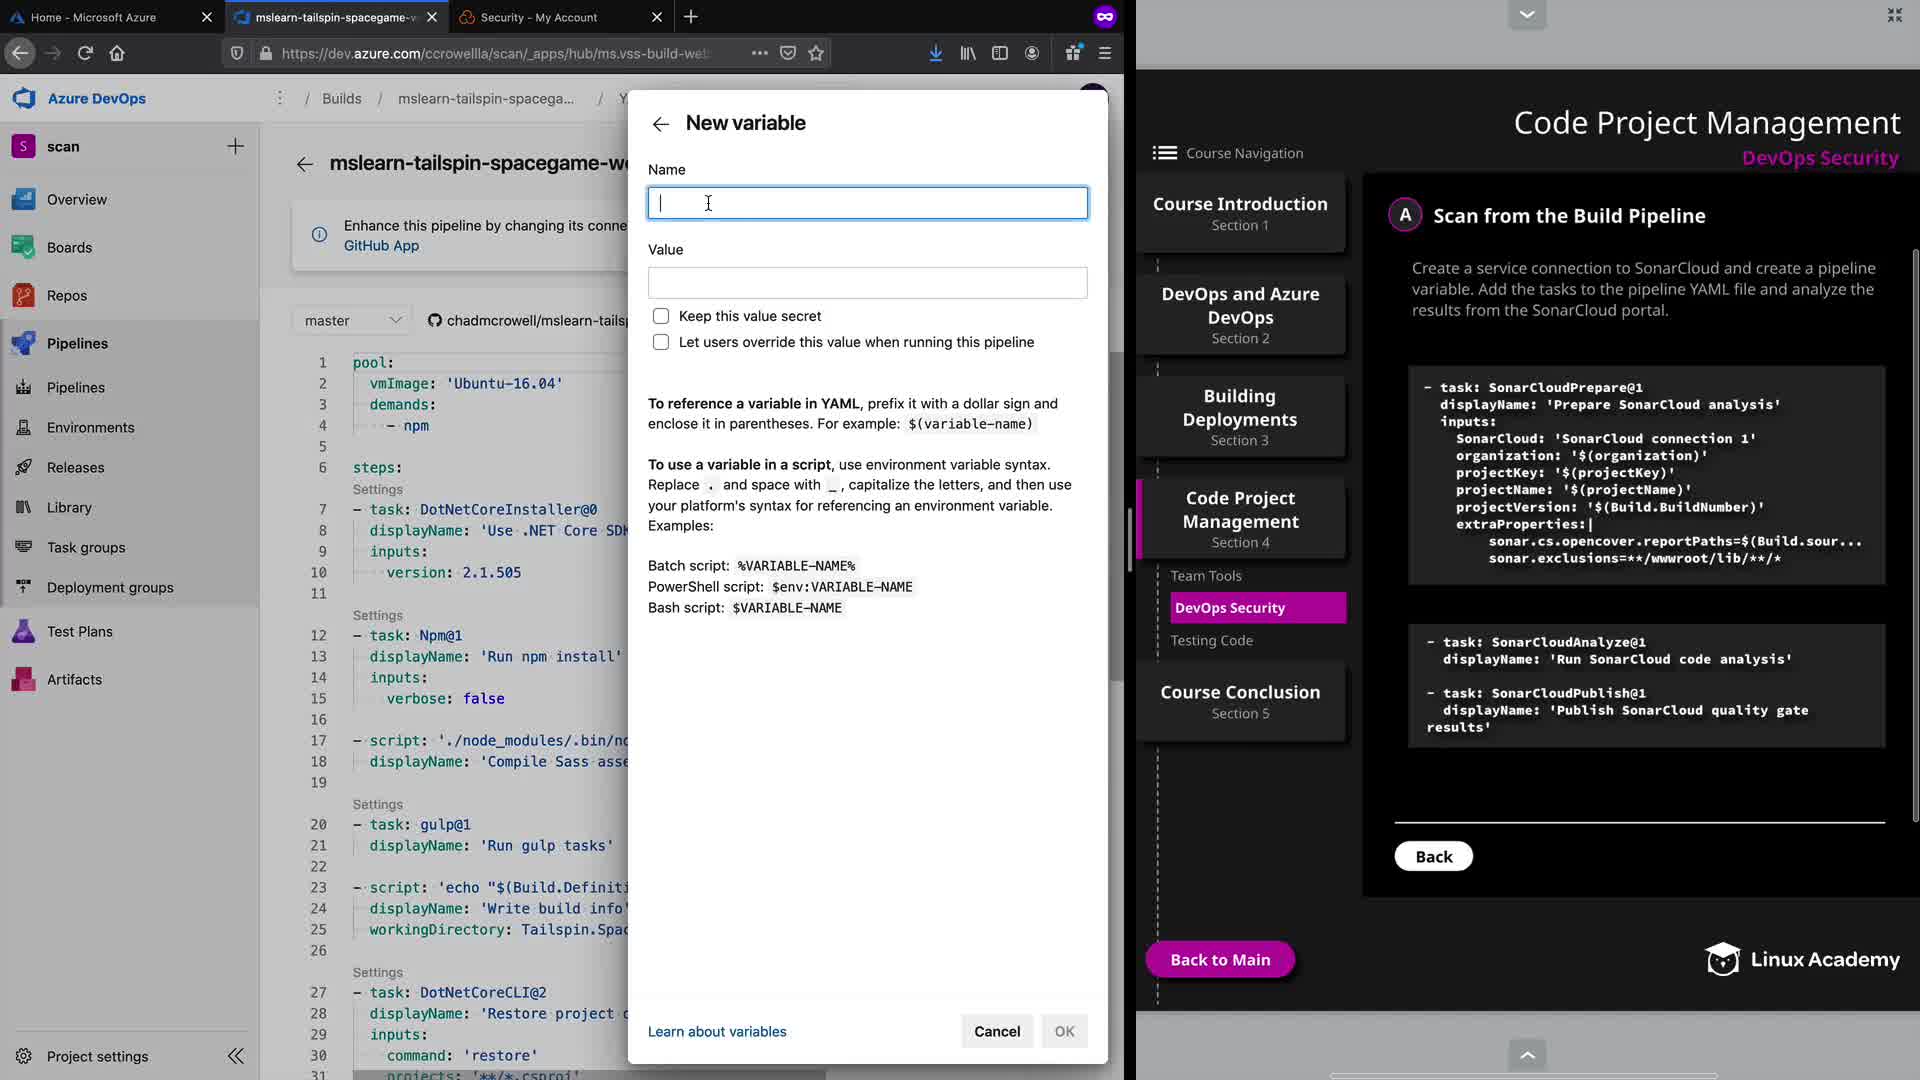 Home - Microsoft Azure
mslearn-tailspin-spacegame-w
Security - My Account
https://dev.azure.com/ccrowellla/scan/_apps/hub/ms.vss-build-web
Azure DevOps
/ Builds / mslearn-tailspin-spacega... /
S scan
Overview
Boards
Repos
Pipelines
Pipelines
Environments
Releases
Library
Task groups
Deployment groups
Test Plans
Artifacts
Project settings
mslearn-tailspin-spacegame-we
Enhance this pipeline by changing its conne
GitHub App
master
chadmcrowell/mslearn-tails
1 pool:
2 vmImage: 'Ubuntu-16.04'
3 demands:
4 - npm
5
6 steps:
Settings
7 - task: DotNetCoreInstaller@0
8 displayName: 'Use .NET Core SDK
9 inputs:
10 version: 2.1.505
11
Settings
12 - task: Npm@1
13 displayName: 'Run npm install'
14 inputs:
15 verbose: false
16
17 - script: './node_modules/.bin/no
18 displayName: 'Compile Sass asse
19
Settings
20 - task: gulp@1
21 displayName: 'Run gulp tasks'
22
23 - script: 'echo "$(Build.Definiti
24 displayName: 'Write build info'
25 workingDirectory: Tailspin.Spac
26
Settings
27 - task: DotNetCoreCLI@2
28 displayName: 'Restore project
29 inputs:
30 command: 'restore'
31 projects: '**/*.csproj'
New variable
Name
Value
Keep this value secret
Let users override this value when running this pipeline
To reference a variable in YAML, prefix it with a dollar sign and
enclose it in parentheses. For example: $(variable-name)
To use a variable in a script, use environment variable syntax.
Replace . and space with _, capitalize the letters, and then use
your platform's syntax for referencing an environment variable.
Examples:
Batch script: %VARIABLE-NAME%
PowerShell script: $env:VARIABLE-NAME
Bash script: $VARIABLE-NAME
Learn about variables
Cancel
OK
Code Project Management
DevOps Security
Course Navigation
Course Introduction
Section 1
DevOps and Azure
DevOps
Section 2
Building
Deployments
Section 3
Code Project
Management
Section 4
Team Tools
DevOps Security
Testing Code
Course Conclusion
Section 5
Back to Main
A Scan from the Build Pipeline
Create a service connection to SonarCloud and create a pipeline
variable. Add the tasks to the pipeline YAML file and analyze the
results from the SonarCloud portal.
- task: SonarCloudPrepare@1
displayName: 'Prepare SonarCloud analysis'
inputs:
SonarCloud: 'SonarCloud connection 1'
organization: '$(organization)'
projectKey: '$(projectKey)'
projectName: '$(projectName)'
projectVersion: '$(Build.BuildNumber)'
extraProperties:|
sonar.cs.opencover.reportPaths=$(Build.sour...
sonar.exclusions=**/wwwroot/lib/**/*
- task: SonarCloudAnalyze@1
displayName: 'Run SonarCloud code analysis'
- task: SonarCloudPublish@1
displayName: 'Publish SonarCloud quality gate
results'
Back
Linux Academy